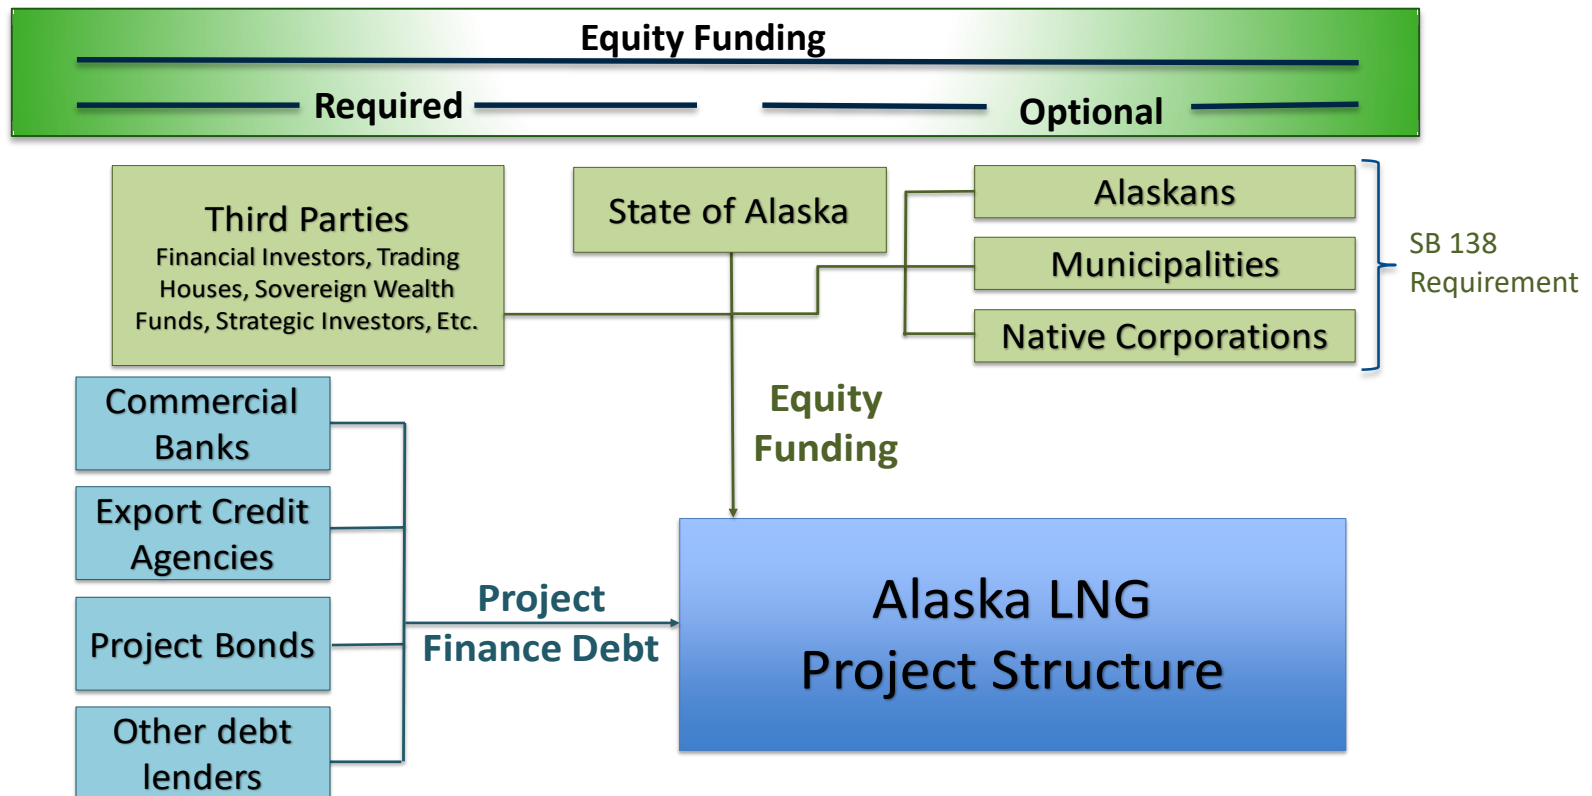 Equity Funding
Required
Optional
Third Parties
Financial Investors, Trading
Houses, Sovereign Wealth
Funds, Strategic Investors, Etc.
State of Alaska
Alaskans
Municipalities
Native Corporations
SB 138
Requirement
Commercial
Banks
Export Credit
Agencies
Project Bonds
Other debt
lenders
Equity
Funding
Project
Finance Debt
Alaska LNG
Project Structure